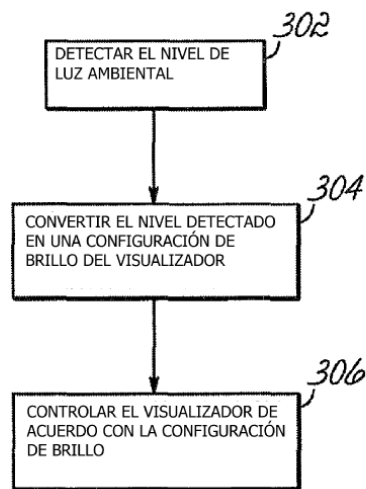 302
DETECTAR EL NIVEL DE
LUZ AMBIENTAL
304
CONVERTIR EL NIVEL DETECTADO
EN UNA CONFIGURACIÓN DE
BRILLO DEL VISUALIZADOR
306
CONTROLAR EL VISUALIZADOR DE
ACUERDO CON LA CONFIGURACIÓN
DE BRILLO